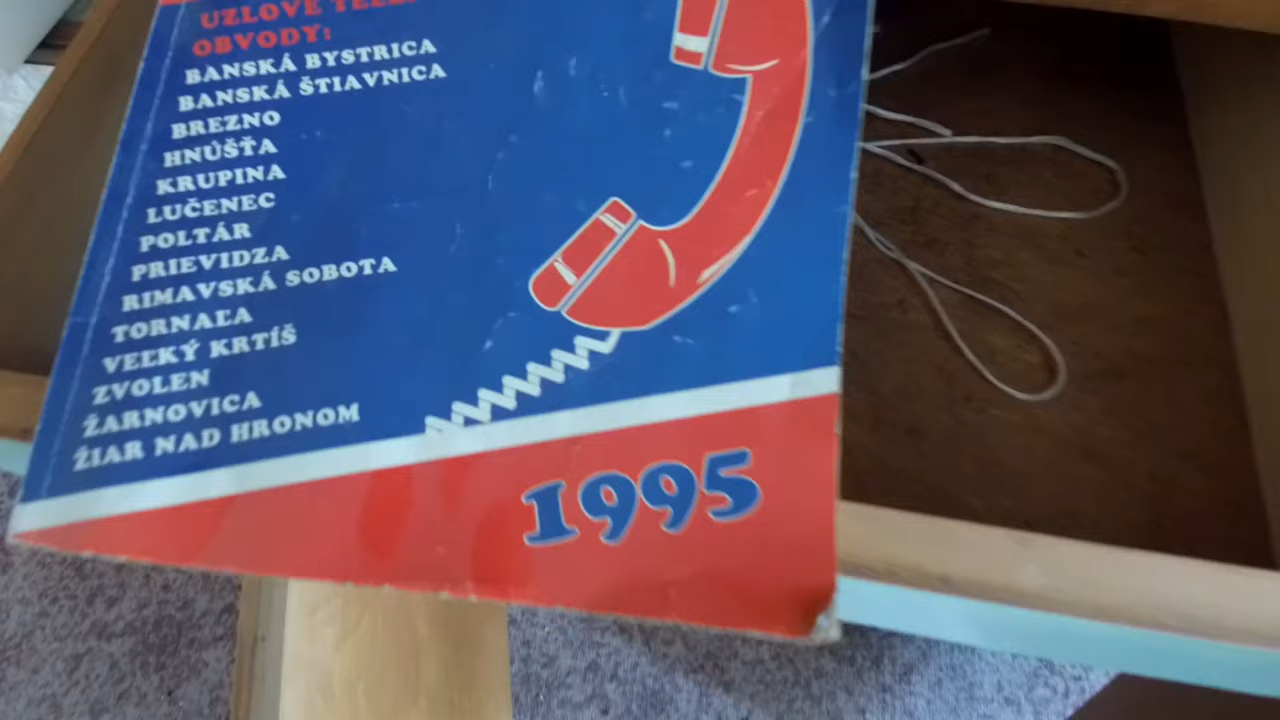 UZLOVÉ
OBVODY:
BANSKÁ BYSTRICA
BANSKÁ ŠTIAVNICA
BREZNO
HNÚŠŤA
KRUPINA
LUČENEC
POLTÁR
PRIEVIDZA
RIMAVSKÁ SOBOTA
TORNAĽA
VEĽKÝ KRTÍŠ
ZVOLEN
ŽARNOVICA
ŽIAR NAD HRONOM
1995